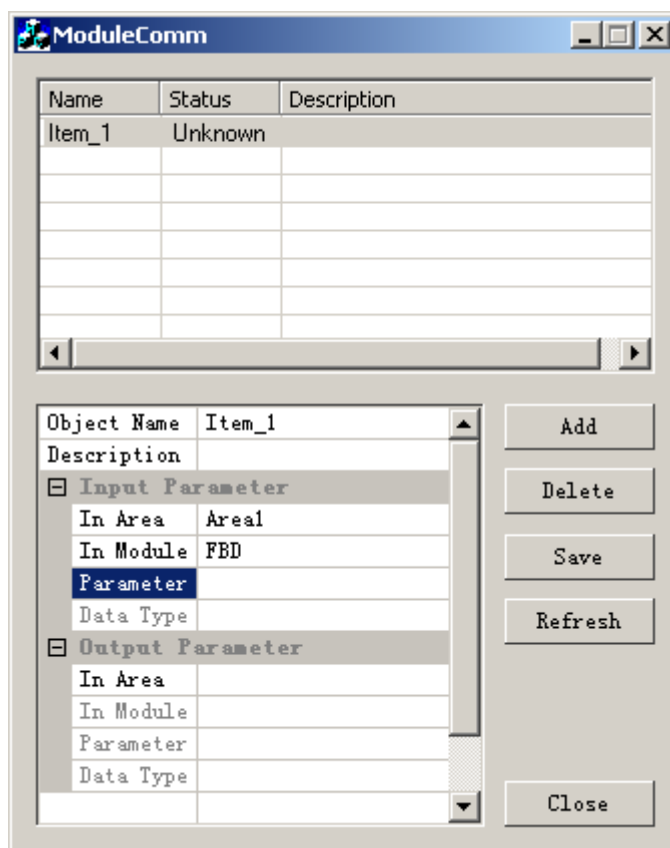 ModuleComm
Name Status Description
Item_1 Unknown
Object Name Item_1
Description
Input Parameter
In Area Area1
In Module FBD
Parameter
Data Type
Output Parameter
In Area
In Module
Parameter
Data Type
Add
Delete
Save
Refresh
Close